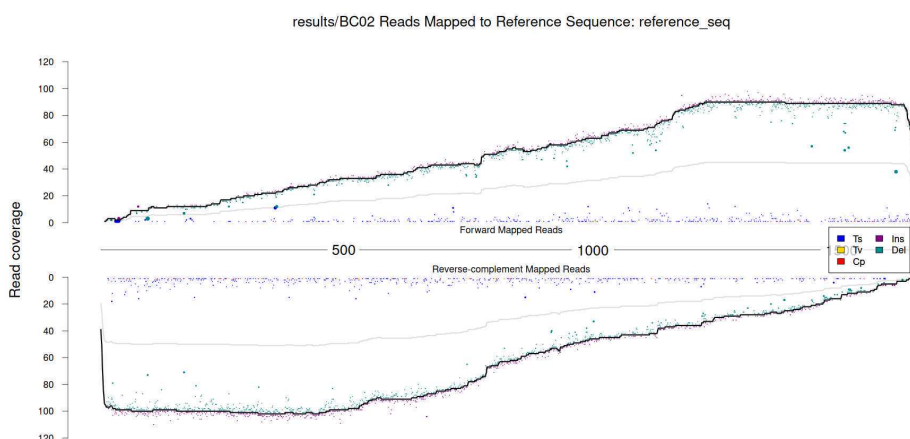 results/BC02 Reads Mapped to Reference Sequence: reference_seq
120
100
80
60
40
20
0
Forward Mapped Reads
500
1000
Ts
Tv
Cp
Ins
Del
Read coverage
Reverse-complement Mapped Reads
0
20
40
60
80
100
120